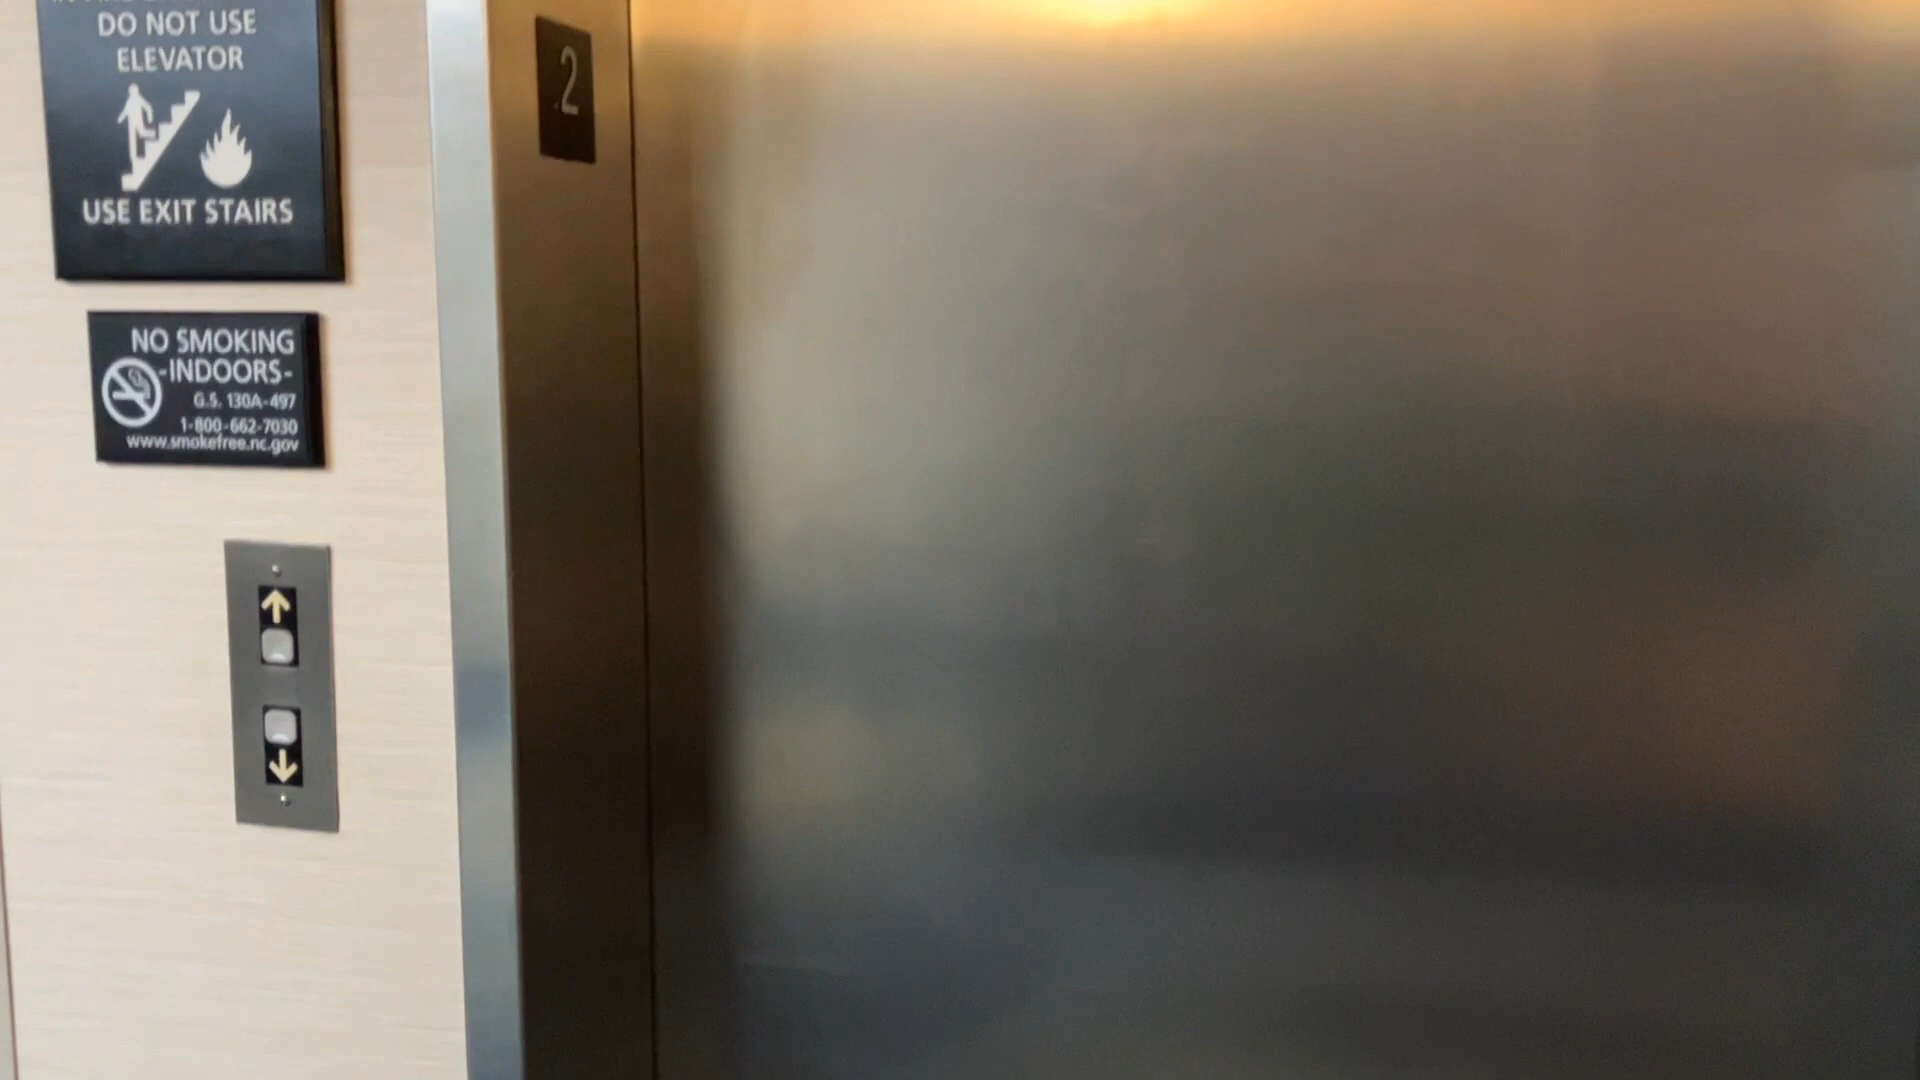 DO NOT USE
ELEVATOR
USE EXIT STAIRS
NO SMOKING
-INDOORS-
G.S. 130A-497
1-800-662-7030
www.smokefree.nc.gov
2